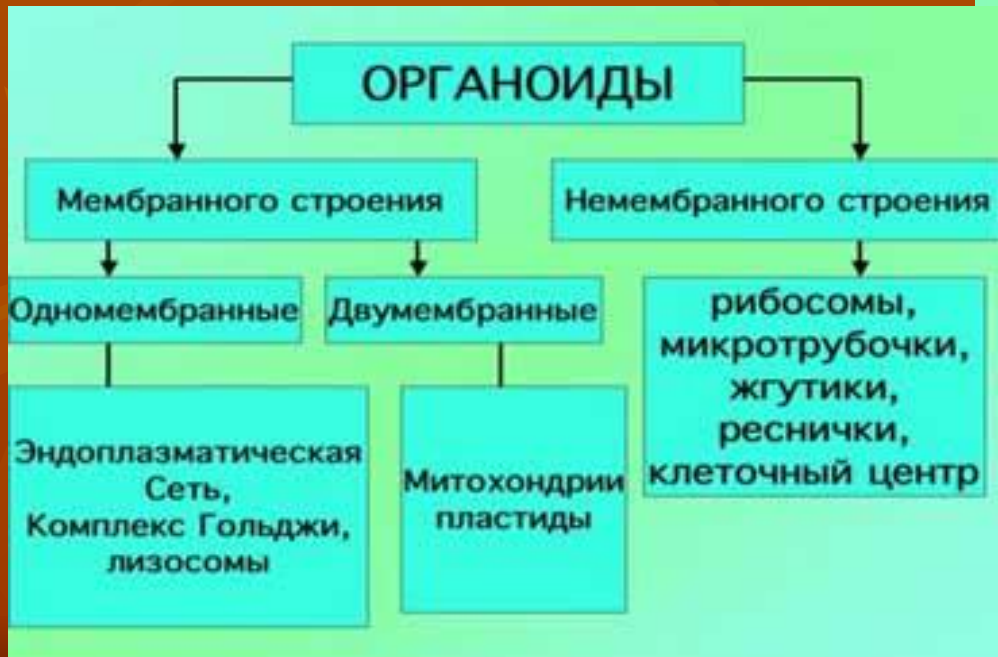 ОРГАНОИДЫ
Мембранного строения
Немембранного строения
Одномембранные
Двумембранные
рибосомы,
микротрубочки,
жгутики,
реснички,
клеточный центр
Эндоплазматическая
Сеть,
Комплекс Гольджи,
лизосомы
Митохондрии
пластиды